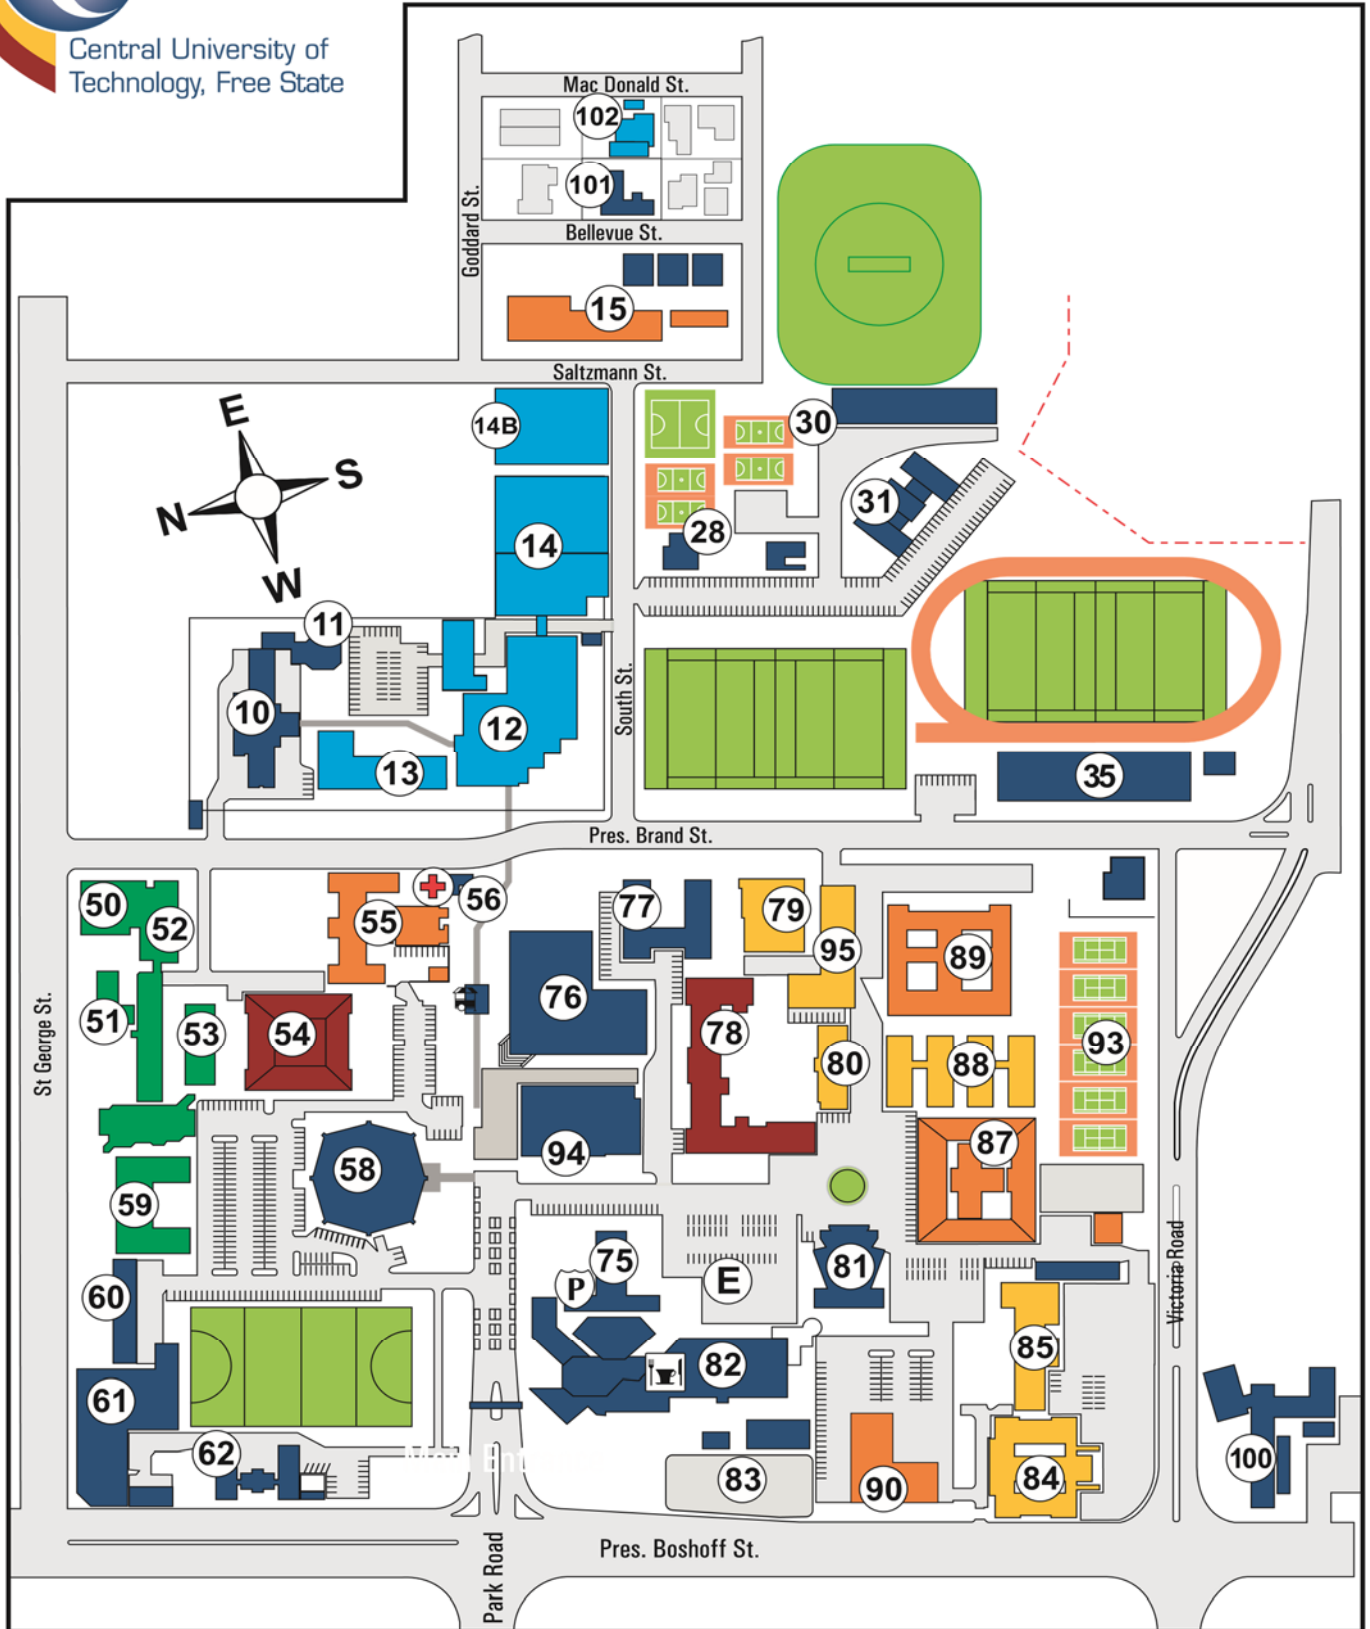 Central University of
Technology, Free State
Mac Donald St.
102
101
Goddard St.
Bellevue St.
15
Saltzmann St.
E
S
N
W
14B
30
31
28
14
11
10
12
13
South St.
35
Pres. Brand St.
50
52
55
56
77
79
95
89
51
53
54
76
78
80
88
93
St George St.
58
94
87
59
75
P
E
81
60
82
85
Victoria Road
61
62
Main Entrance
83
90
84
100
Park Road
Pres. Boshoff St.